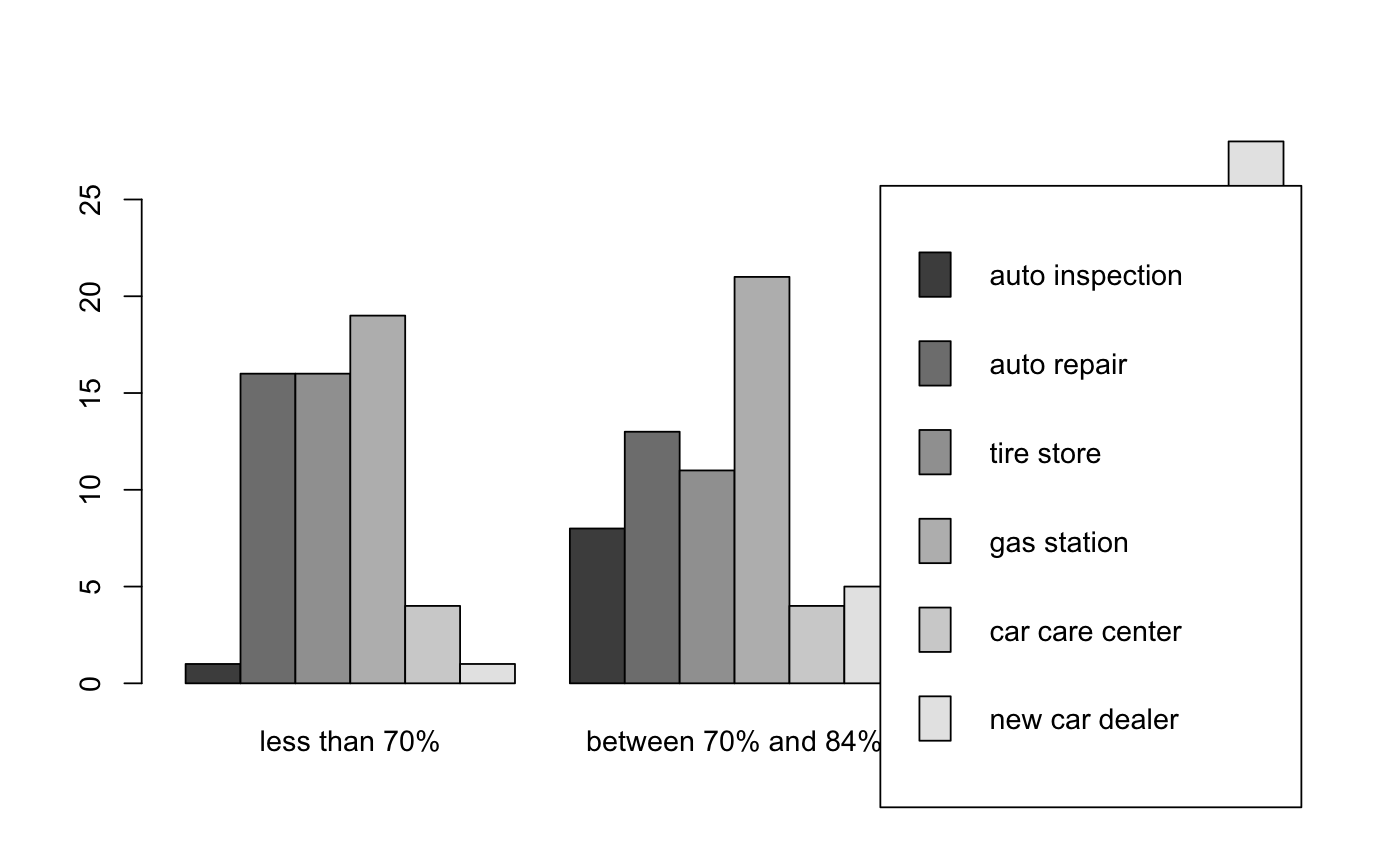 25
20
15
10
5
0
less than 70%
between 70% and 84%
auto inspection
auto repair
tire store
gas station
car care center
new car dealer